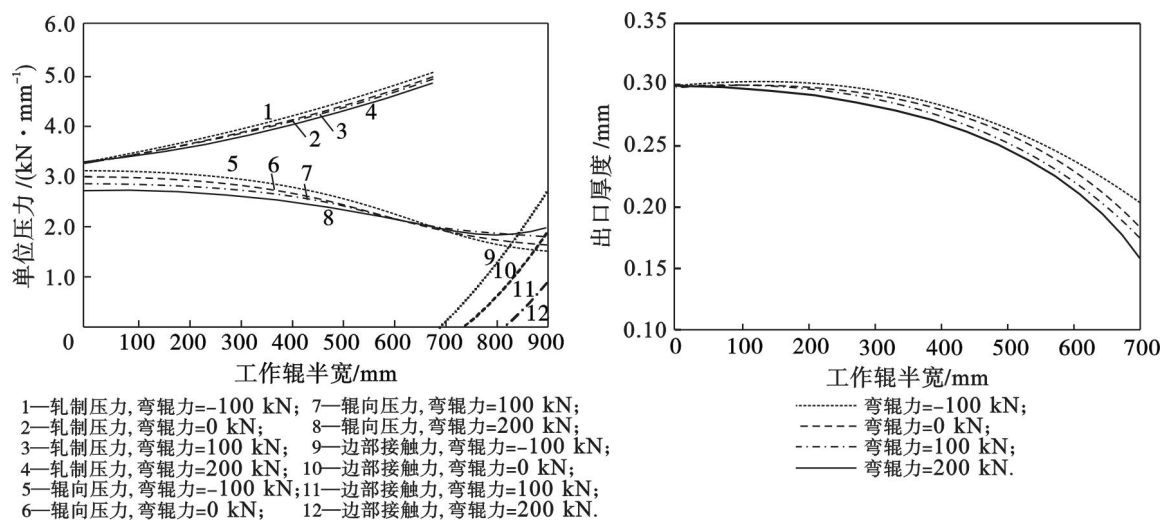 6.0
5.0
4.0
3.0
2.0
1.0
单位压力/(kN·mm⁻¹)
1
2
3
4
5
6
7
8
9
10
11
12
0 100 200 300 400 500 600 700 800 900
工作辊半宽/mm
1—轧制压力,弯辊力=-100 kN; 7—辊向压力,弯辊力=100 kN;
2—轧制压力,弯辊力=0 kN; 8—辊向压力,弯辊力=200 kN;
3—轧制压力,弯辊力=100 kN; 9—边部接触力,弯辊力=-100 kN;
4—轧制压力,弯辊力=200 kN; 10—边部接触力,弯辊力=0 kN;
5—辊向压力,弯辊力=-100 kN; 11—边部接触力,弯辊力=100 kN;
6—辊向压力,弯辊力=0 kN; 12—边部接触力,弯辊力=200 kN.
0.35
0.30
0.25
0.20
0.15
0.10
出口厚度/mm
0 100 200 300 400 500 600 700
工作辊半宽/mm
弯辊力=-100 kN;
弯辊力=0 kN;
弯辊力=100 kN;
弯辊力=200 kN.